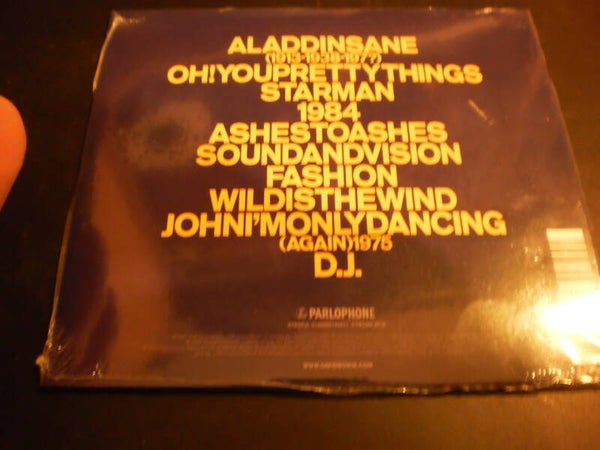 ALADDINSANE
(1913-1938-197?)
OH!YOUPRETTYTHINGS
STARMAN
1984
ASHESTOASHES
SOUNDANDVISION
FASHION
WILDISTHEWIND
JOHNI'MONLYDANCING
(AGAIN)1975
D.J.
PARLOPHONE